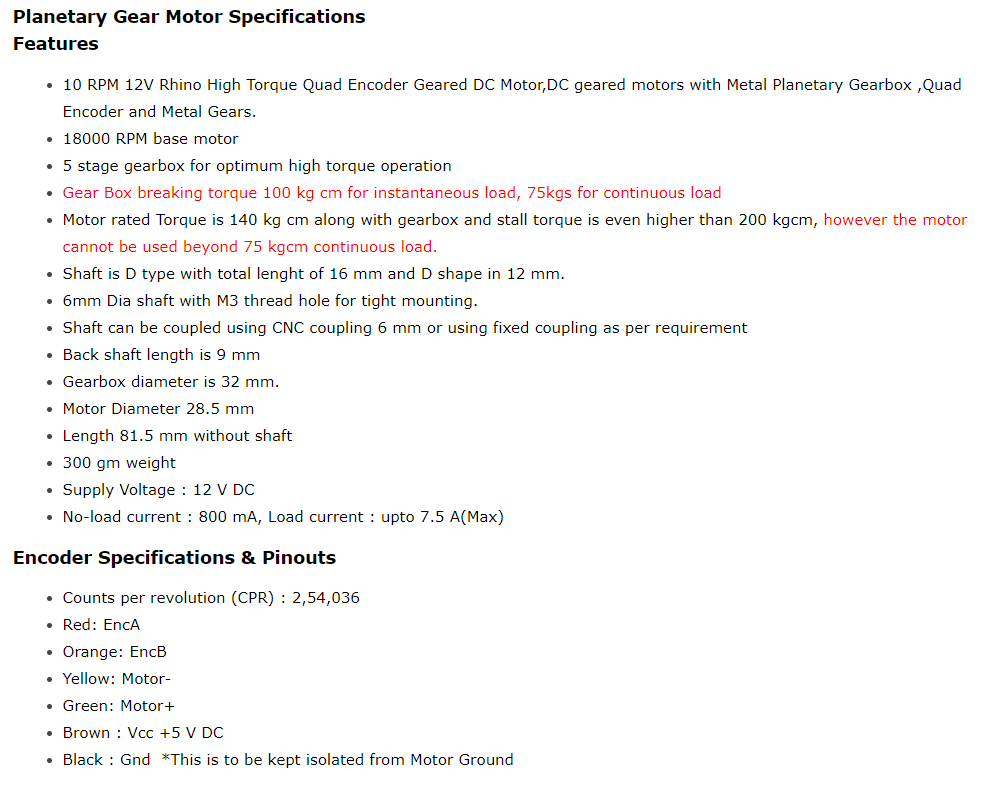 Planetary Gear Motor Specifications
Features
• 10 RPM 12V Rhino High Torque Quad Encoder Geared DC Motor,DC geared motors with Metal Planetary Gearbox ,Quad
Encoder and Metal Gears.
• 18000 RPM base motor
• 5 stage gearbox for optimum high torque operation
• Gear Box breaking torque 100 kg cm for instantaneous load, 75kgs for continuous load
• Motor rated Torque is 140 kg cm along with gearbox and stall torque is even higher than 200 kgcm, however the motor
cannot be used beyond 75 kgcm continuous load.
• Shaft is D type with total lenght of 16 mm and D shape in 12 mm.
• 6mm Dia shaft with M3 thread hole for tight mounting.
• Shaft can be coupled using CNC coupling 6 mm or using fixed coupling as per requirement
• Back shaft length is 9 mm
• Gearbox diameter is 32 mm.
• Motor Diameter 28.5 mm
• Length 81.5 mm without shaft
• 300 gm weight
• Supply Voltage : 12 V DC
• No-load current : 800 mA, Load current : upto 7.5 A(Max)
Encoder Specifications & Pinouts
• Counts per revolution (CPR) : 2,54,036
• Red: EncA
• Orange: EncB
• Yellow: Motor-
• Green: Motor+
• Brown : Vcc +5 V DC
• Black : Gnd  *This is to be kept isolated from Motor Ground